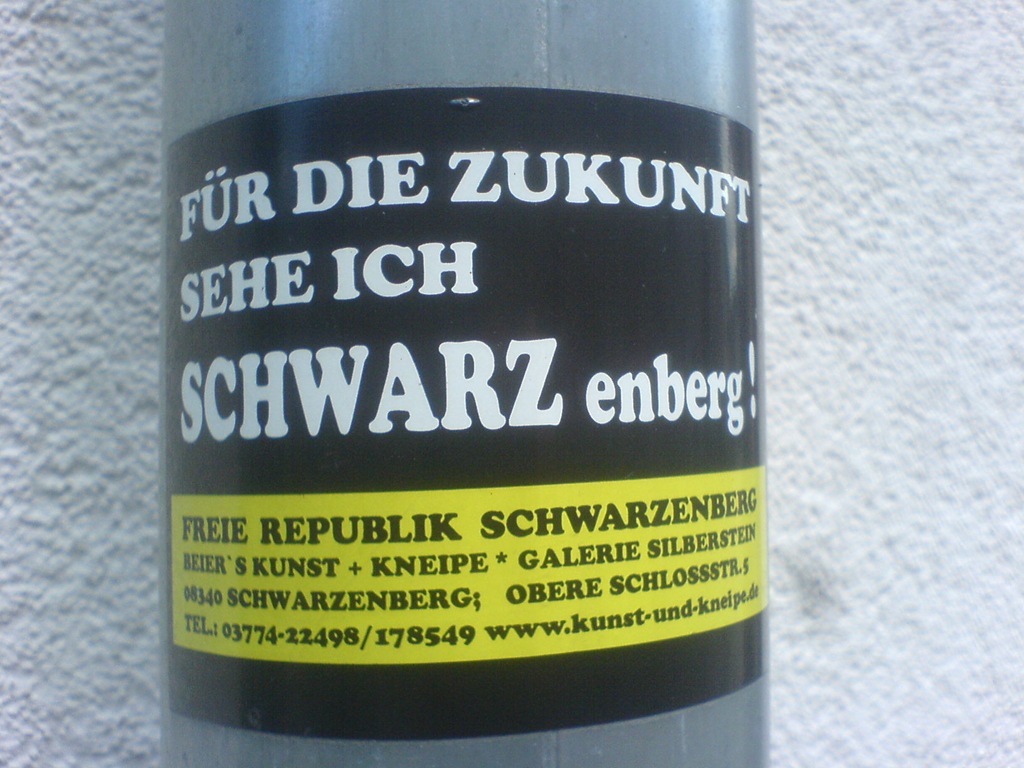 FÜR DIE ZUKUNFT
SEHE ICH
SCHWARZ enberg!
FREIE REPUBLIK SCHWARZENBERG
BEIER`S KUNST + KNEIPE * GALERIE SILBERSTEIN
08340 SCHWARZENBERG; OBERE SCHLOSSSTR.5
TEL.: 03774-22498/178549 www.kunst-und-kneipe.de